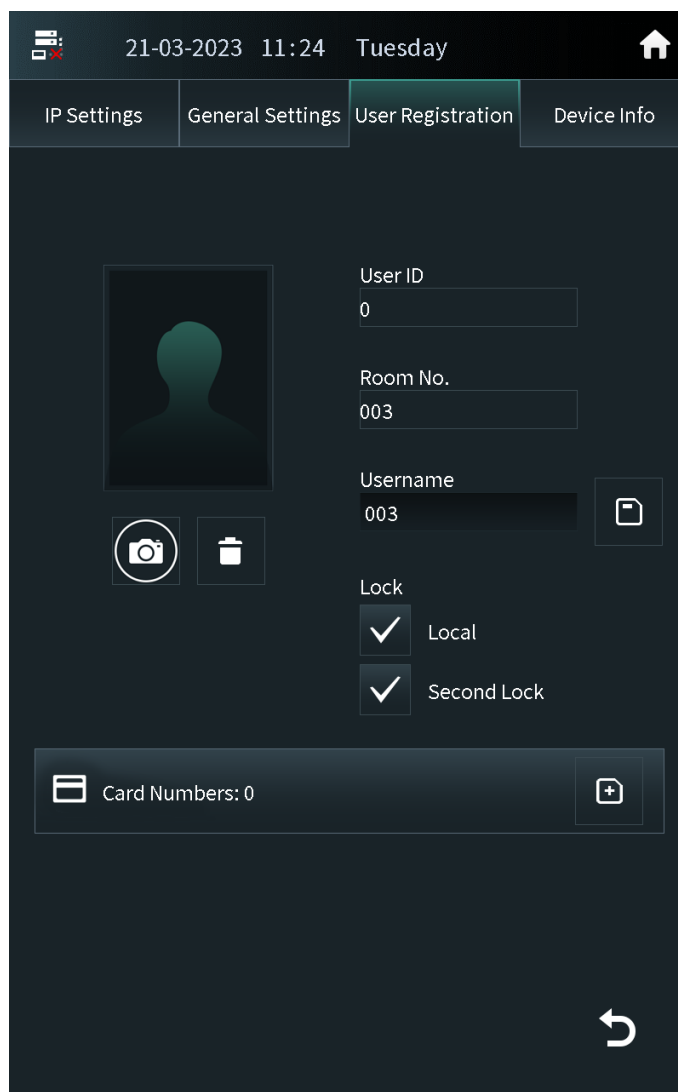 21-03-2023 11:24 Tuesday
IP Settings General Settings User Registration Device Info
User ID
0
Room No.
003
Username
003
Lock
Local
Second Lock
Card Numbers: 0